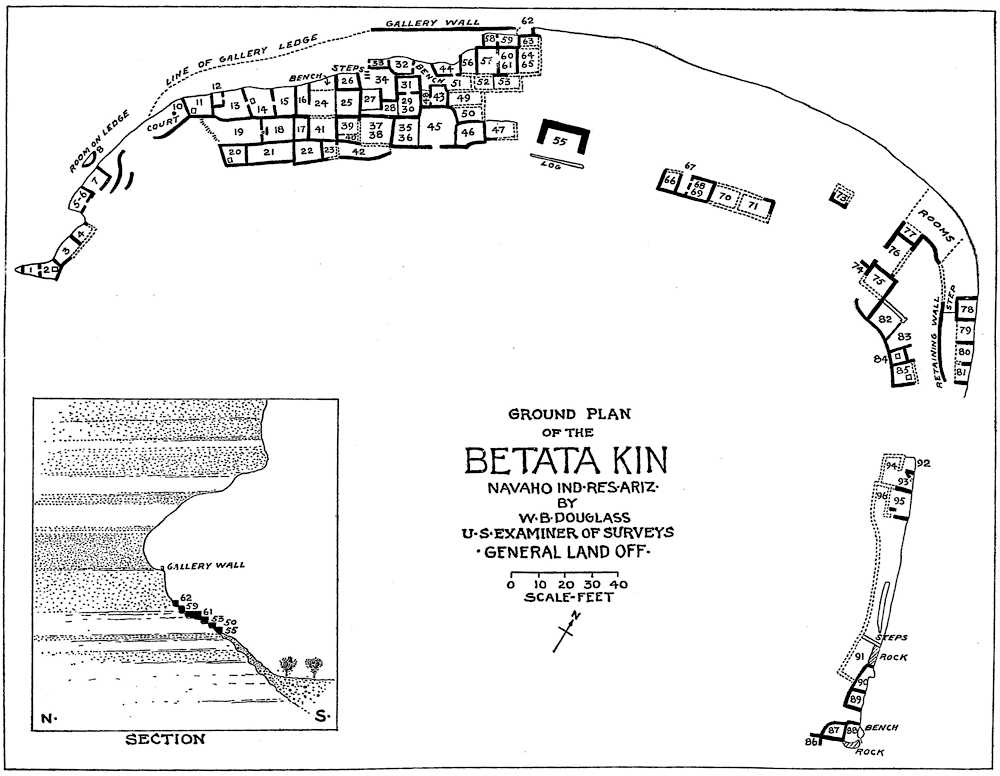 GALLERY WALL
62
LINE OF GALLERY LEDGE
58 59 63
33 32 44 56 57 60 64
61 65
STEPS
BENCH
BENCH
26 34 31 51 52 53
12
10 11 13 14 15 16 24 25 27 28 29 48 43 49
30
50
COURT
19 18 17 41 39 37 35 45 46 47
40 38 36
20 21 22 23 42
ROOM ON LEDGE
8
7
5-6
4
3
1 2
55
LOG
67
66 68 70 71
69
73
ROOMS
77
76
74
75
STEP
78
82
83
79
RETAINING WALL
84
80
85
81
GROUND PLAN
OF THE
BETATA KIN
NAVAHO IND·RES·ARIZ·
BY
W·B·DOUGLASS
U·S·EXAMINER OF SURVEYS
·GENERAL LAND OFF·
0 10 20 30 40
SCALE-FEET
N
GALLERY WALL
62
59
61
53
50
55
N·
S·
SECTION
94
92
93
96 95
STEPS
91
ROCK
90
89
87 88
BENCH
86
ROCK